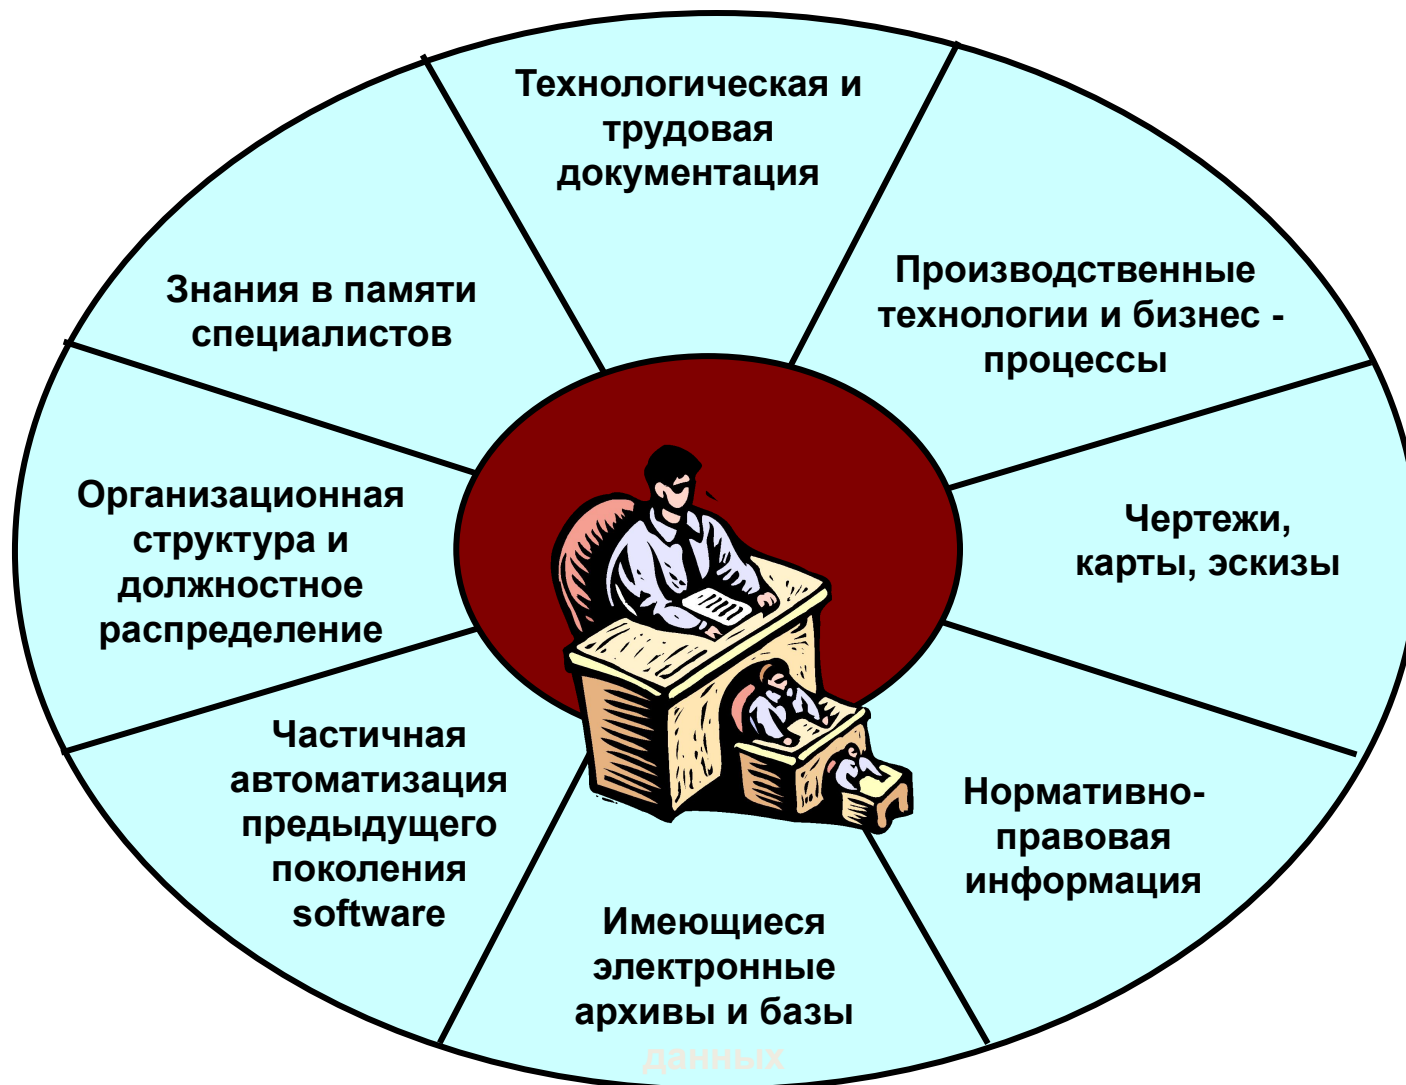 Технологическая и
трудовая
документация
Производственные
технологии и бизнес -
процессы
Чертежи,
карты, эскизы
Нормативно-
правовая
информация
Имеющиеся
электронные
архивы и базы
данных
Частичная
автоматизация
предыдущего
поколения
software
Организационная
структура и
должностное
распределение
Знания в памяти
специалистов